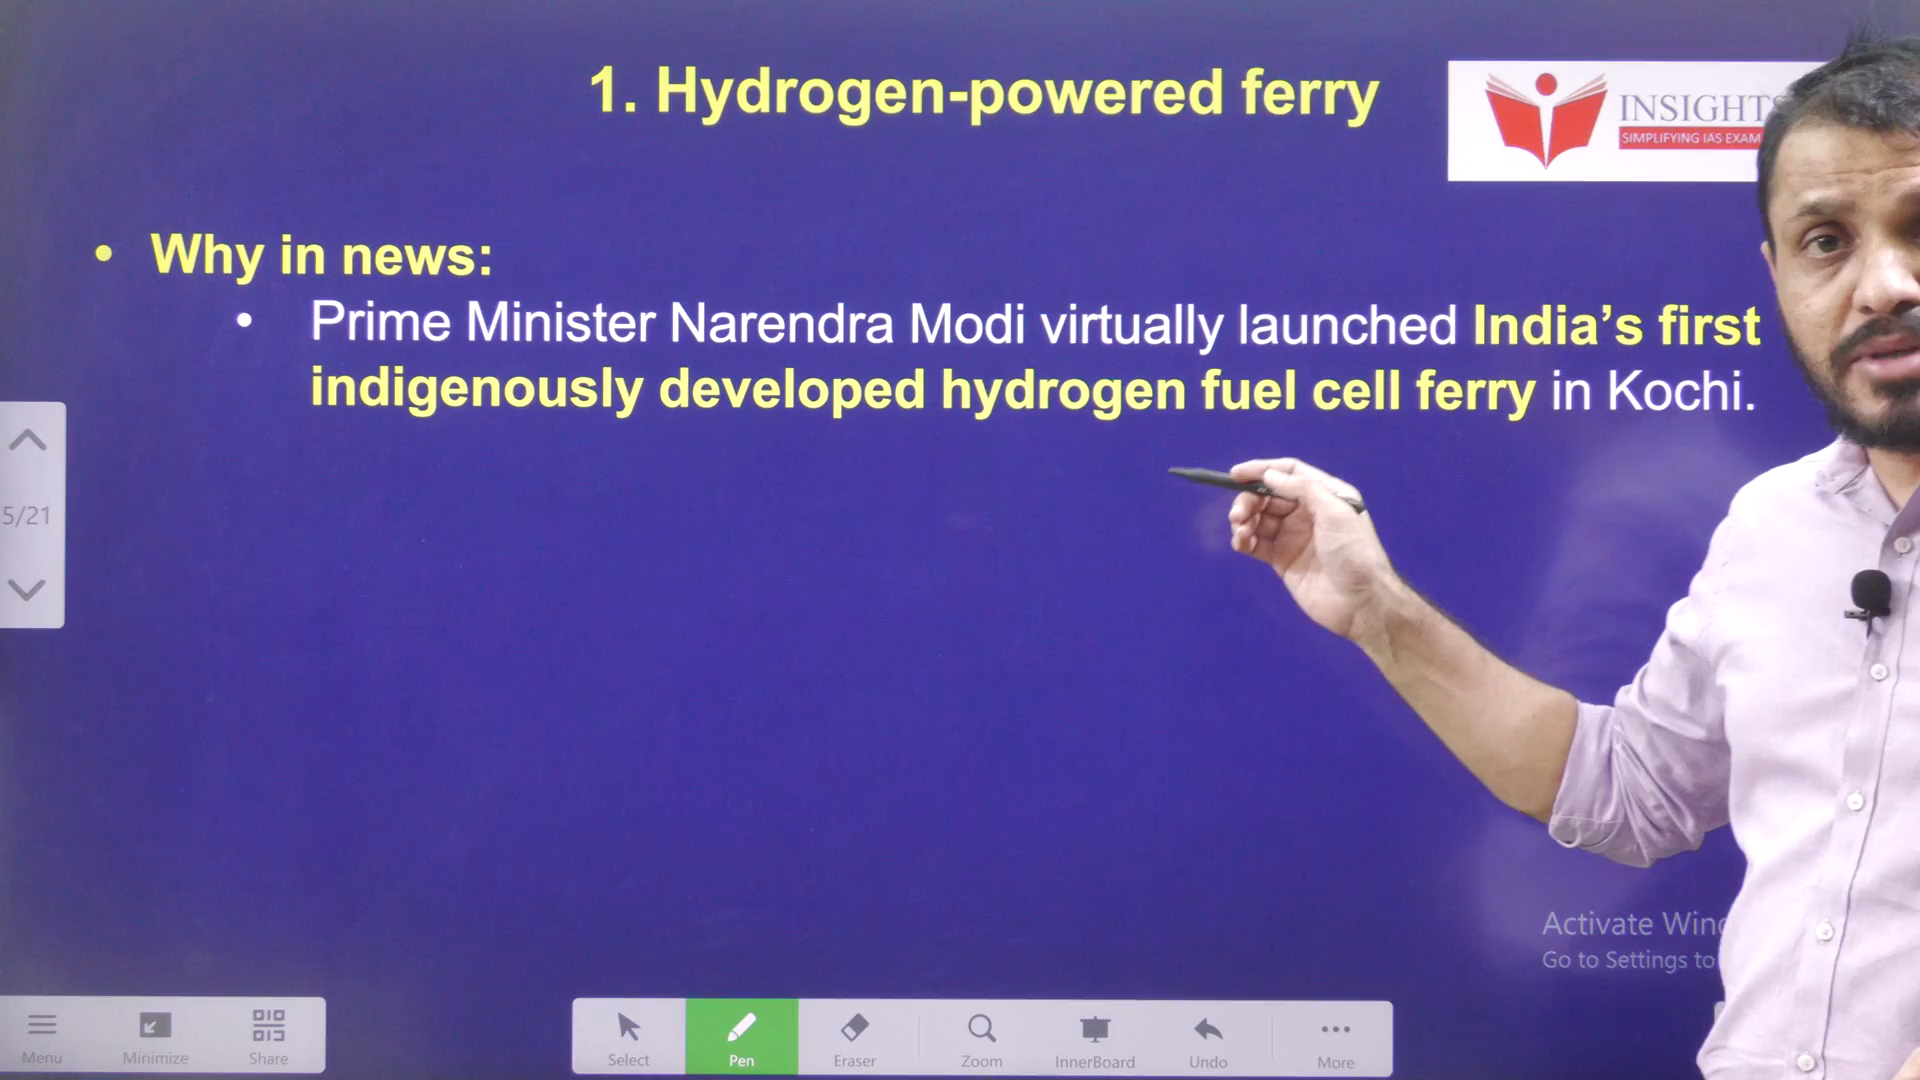 1. Hydrogen-powered ferry
INSIGHTS
SIMPLIFYING IAS EXAM
• Why in news:
• Prime Minister Narendra Modi virtually launched India’s first
indigenously developed hydrogen fuel cell ferry in Kochi.
5/21
Activate
Go to Settings to
Menu
Minimize
Share
Select
Pen
Eraser
Zoom
InnerBoard
Undo
More